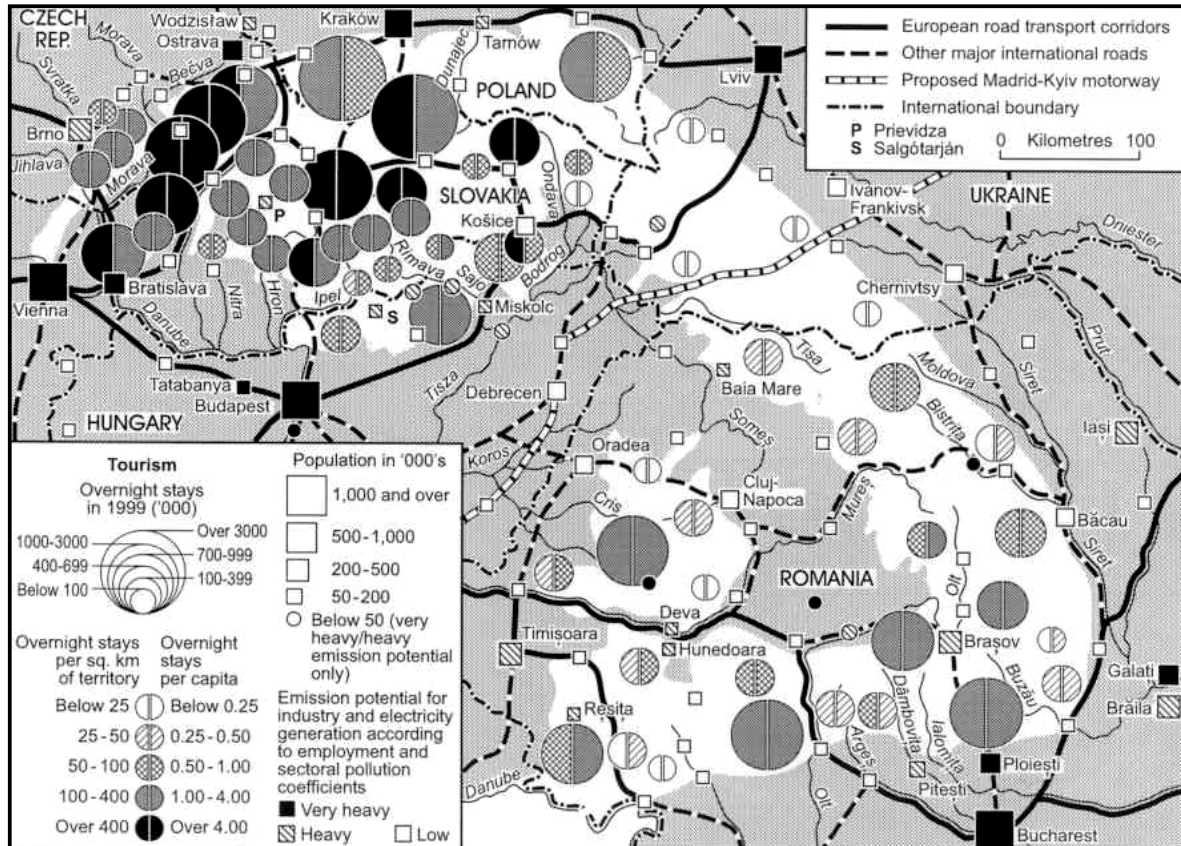 CZECH
REP.
Morava
Svratka
Wodzisław
Ostrava
Bečva
Kraków
Tarnów
Dunajec
POLAND
Lviv
European road transport corridors
Other major international roads
Proposed Madrid-Kyiv motorway
International boundary
P Prievidza
S Salgótarján
0 Kilometres 100
Brno
Jihlava
Morava
P
SLOVAKIA
Ondava
Košice
Bodrog
Ivanov-
Frankivsk
UKRAINE
Dniester
Vienna
Bratislava
Danube
Nitra
Hron
Ipel
Rimava
Sajo
S
Miskolc
Chernivtsy
Prut
Siret
Tatabanya
Budapest
HUNGARY
Tisza
Debrecen
Tisa
Baia Mare
Moldova
Bistrita
Iași
Someș
Oradea
Koros
Criș
Cluj-
Napoca
Mureș
Băcau
Siret
ROMANIA
Olt
Deva
Hunedoara
Timișoara
Reșita
Danube
Brașov
Buzău
Dâmbovita
Ialomita
Argeș
Olt
Pitești
Ploiești
Bucharest
Galati
Brăila
Tourism
Overnight stays
in 1999 ('000)
Over 3000
1000-3000
700-999
400-699
100-399
Below 100
Overnight stays
per sq. km
of territory
Overnight
stays
per capita
Below 25 Below 0.25
25-50 0.25-0.50
50-100 0.50-1.00
100-400 1.00-4.00
Over 400 Over 4.00
Population in '000's
1,000 and over
500-1,000
200-500
50-200
Below 50 (very
heavy/heavy
emission potential
only)
Emission potential for
industry and electricity
generation according
to employment and
sectoral pollution
coefficients
Very heavy
Heavy Low